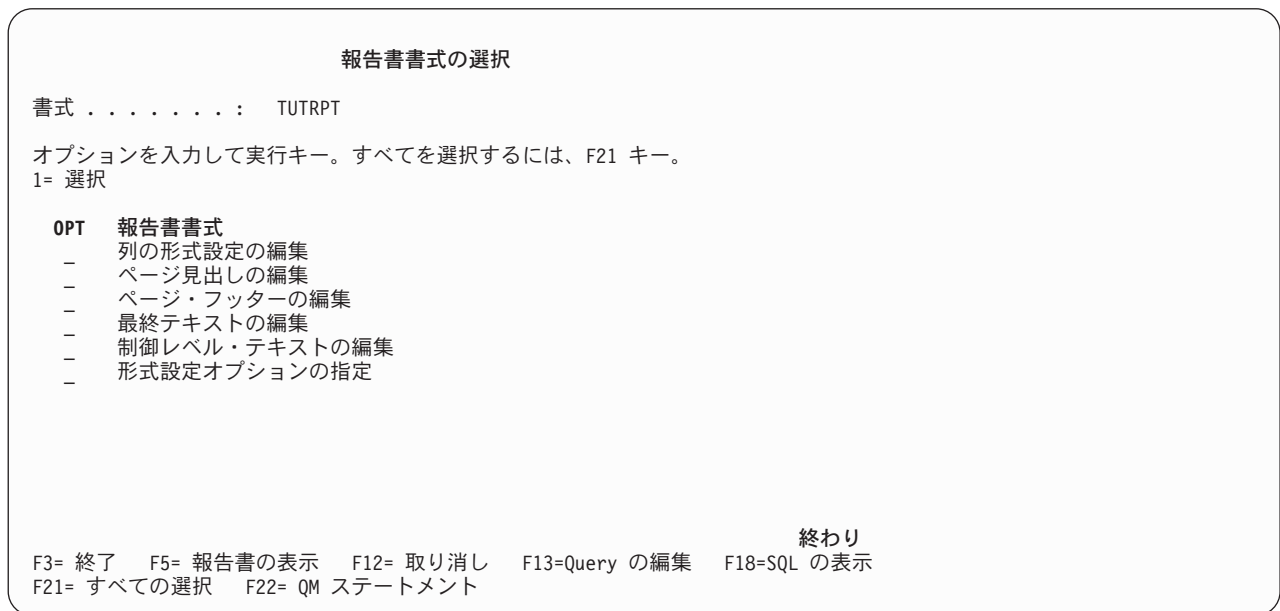 報告書書式の選択
書式 . . . . . . . :   TUTRPT
オプションを入力して実行キー。すべてを選択するには、F21 キー。
1= 選択
OPT   報告書書式
_   列の形式設定の編集
_   ページ見出しの編集
_   ページ・フッターの編集
_   最終テキストの編集
_   制御レベル・テキストの編集
_   形式設定オプションの指定
終わり
F3= 終了   F5= 報告書の表示   F12= 取り消し   F13=Query の編集   F18=SQL の表示
F21= すべての選択   F22= QM ステートメント